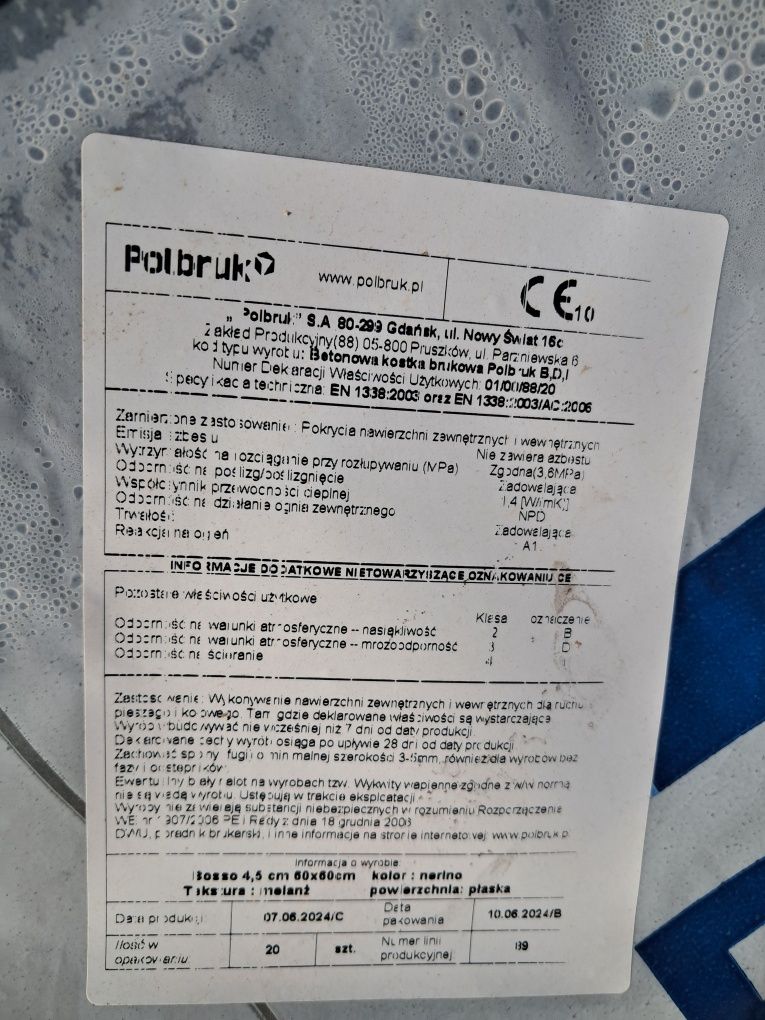 Polbruk
www.polbruk.pl
CE 10
„Polbruk” S.A 80-299 Gdańsk, ul. Nowy Świat 16c
Zakład Produkcyjny(88) 05-800 Pruszków, ul. Parzniewska 6
kod typu wyrobu: Betonowa kostka brukowa Polbruk B,D,I
Numer Deklaracji Właściwości Użytkowych: 01/00/88/20
Specyfikacja techniczna: EN 1338:2003 oraz EN 1338:2003/AC:2006
Zamierzone zastosowanie: Pokrycia nawierzchni zewnętrznych i wewnętrznych
Emisja azbestu Nie zawiera azbestu
Wytrzymałość na rozciąganie przy rozłupywaniu (MPa) Zgodna(3,6MPa)
Odporność na poślizg/poślizgnięcie Zadowalająca
Współczynnik przewodności cieplnej 1,4 [W/mK]
Odporność na działanie ognia zewnętrznego NPD
Trwałość Zadowalająca
Reakcja na ogień A1
INFORMACJE DODATKOWE NIETOWARZYSZĄCE OZNAKOWANIU CE
Pozostałe właściwości użytkowe
Klasa oznaczenie
Odporność na warunki atmosferyczne – nasiąkliwość 2 B
Odporność na warunki atmosferyczne – mrozoodporność 3 D
Odporność na ścieranie 4 I
Zastosowanie: Wykonywanie nawierzchni zewnętrznych i wewnętrznych dla ruchu
pieszego i kołowego. Tam gdzie deklarowane właściwości są wystarczające
Wyrób wbudowywać nie wcześniej niż 7 dni od daty produkcji.
Deklarowane cechy wyrób osiąga po upływie 28 dni od daty produkcji
Zachować spoiny/fugi o minimalnej szerokości 3-5mm, również dla wyrobów bez
fazy i odstępników
Ewentualny biały nalot na wyrobach tzw. Wykwity wapienne zgodne z w/w normą
nie są wadą wyrobu. Ustępują w trakcie eksploatacji
Wyroby nie zawierają substancji niebezpiecznych w rozumieniu Rozporządzenia
WE nr 1907/2006 PE i Rady z dnia 18 grudnia 2006
DWU, poradnik brukarski, i inne informacje na stronie internetowej: www.polbruk.pl
Informacja o wyrobie:
Bosso 4,5 cm 60x60cm kolor : nerino
Tekstura : melanż powierzchnia: płaska
Data produkcji 07.06.2024/C Data pakowania 10.06.2024/B
Ilość w opakowaniu 20 szt. Numer linii produkcyjnej 89